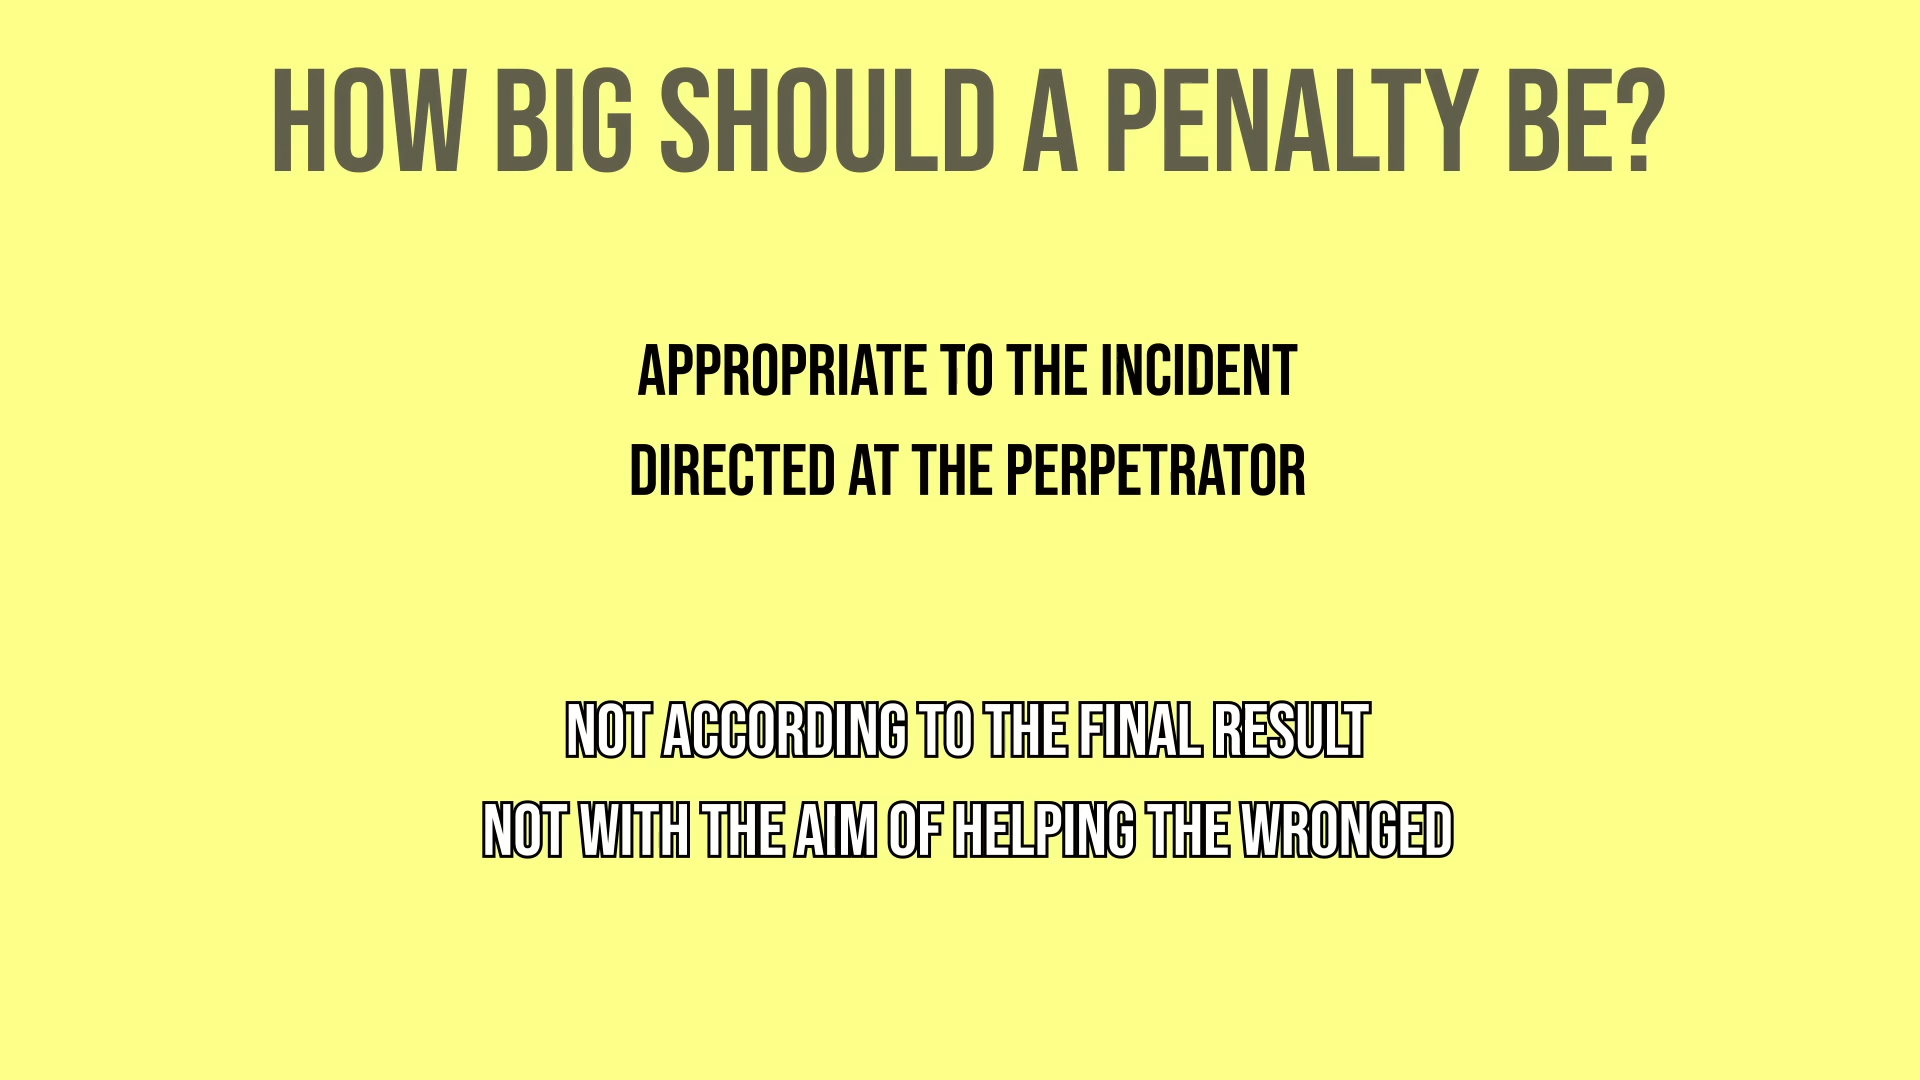 HOW BIG SHOULD A PENALTY BE?
APPROPRIATE TO THE INCIDENT
DIRECTED AT THE PERPETRATOR
NOT ACCORDING TO THE FINAL RESULT
NOT WITH THE AIM OF HELPING THE WRONGED